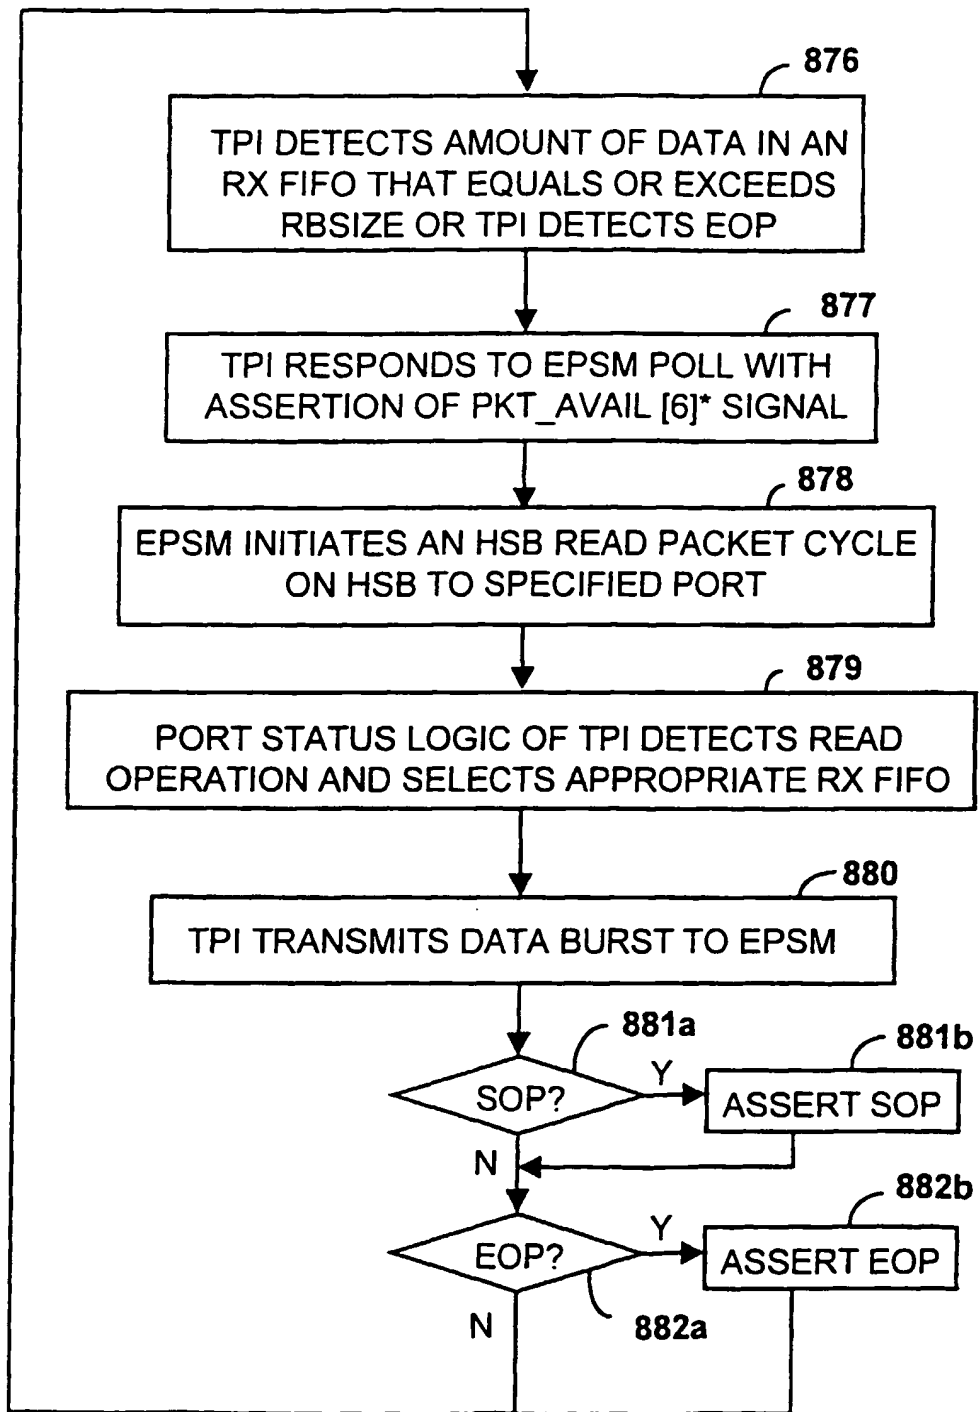 876
TPI DETECTS AMOUNT OF DATA IN AN
RX FIFO THAT EQUALS OR EXCEEDS
RBSIZE OR TPI DETECTS EOP
877
TPI RESPONDS TO EPSM POLL WITH
ASSERTION OF PKT_AVAIL [6]* SIGNAL
878
EPSM INITIATES AN HSB READ PACKET CYCLE
ON HSB TO SPECIFIED PORT
879
PORT STATUS LOGIC OF TPI DETECTS READ
OPERATION AND SELECTS APPROPRIATE RX FIFO
880
TPI TRANSMITS DATA BURST TO EPSM
881a
881b
SOP?
Y
ASSERT SOP
N
882b
EOP?
Y
ASSERT EOP
882a
N